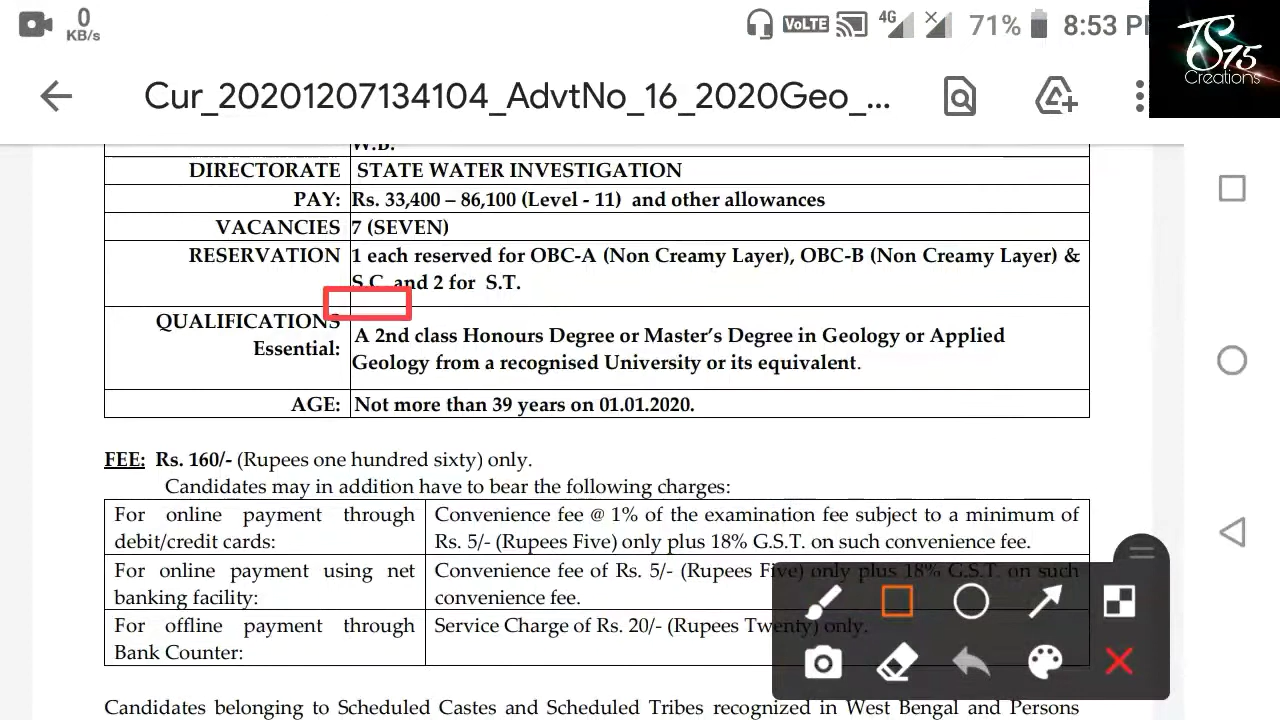 0
KB/s
VoLTE
4G
71%
8:53 P
TS15
Creations
Cur_20201207134104_AdvtNo_16_2020Geo_...
W.B.
DIRECTORATE STATE WATER INVESTIGATION
PAY: Rs. 33,400 – 86,100 (Level - 11) and other allowances
VACANCIES 7 (SEVEN)
RESERVATION 1 each reserved for OBC-A (Non Creamy Layer), OBC-B (Non Creamy Layer) &
S.C. and 2 for S.T.
QUALIFICATIONS
Essential:
A 2nd class Honours Degree or Master's Degree in Geology or Applied
Geology from a recognised University or its equivalent.
AGE: Not more than 39 years on 01.01.2020.
FEE: Rs. 160/- (Rupees one hundred sixty) only.
Candidates may in addition have to bear the following charges:
For online payment through
debit/credit cards:
Convenience fee @ 1% of the examination fee subject to a minimum of
Rs. 5/- (Rupees Five) only plus 18% G.S.T. on such convenience fee.
For online payment using net
banking facility:
Convenience fee of Rs. 5/- (Rupees Five) only plus 18% G.S.T. on such
convenience fee.
For offline payment through
Bank Counter:
Service Charge of Rs. 20/- (Rupees Twenty) only.
Candidates belonging to Scheduled Castes and Scheduled Tribes recognized in West Bengal and Persons